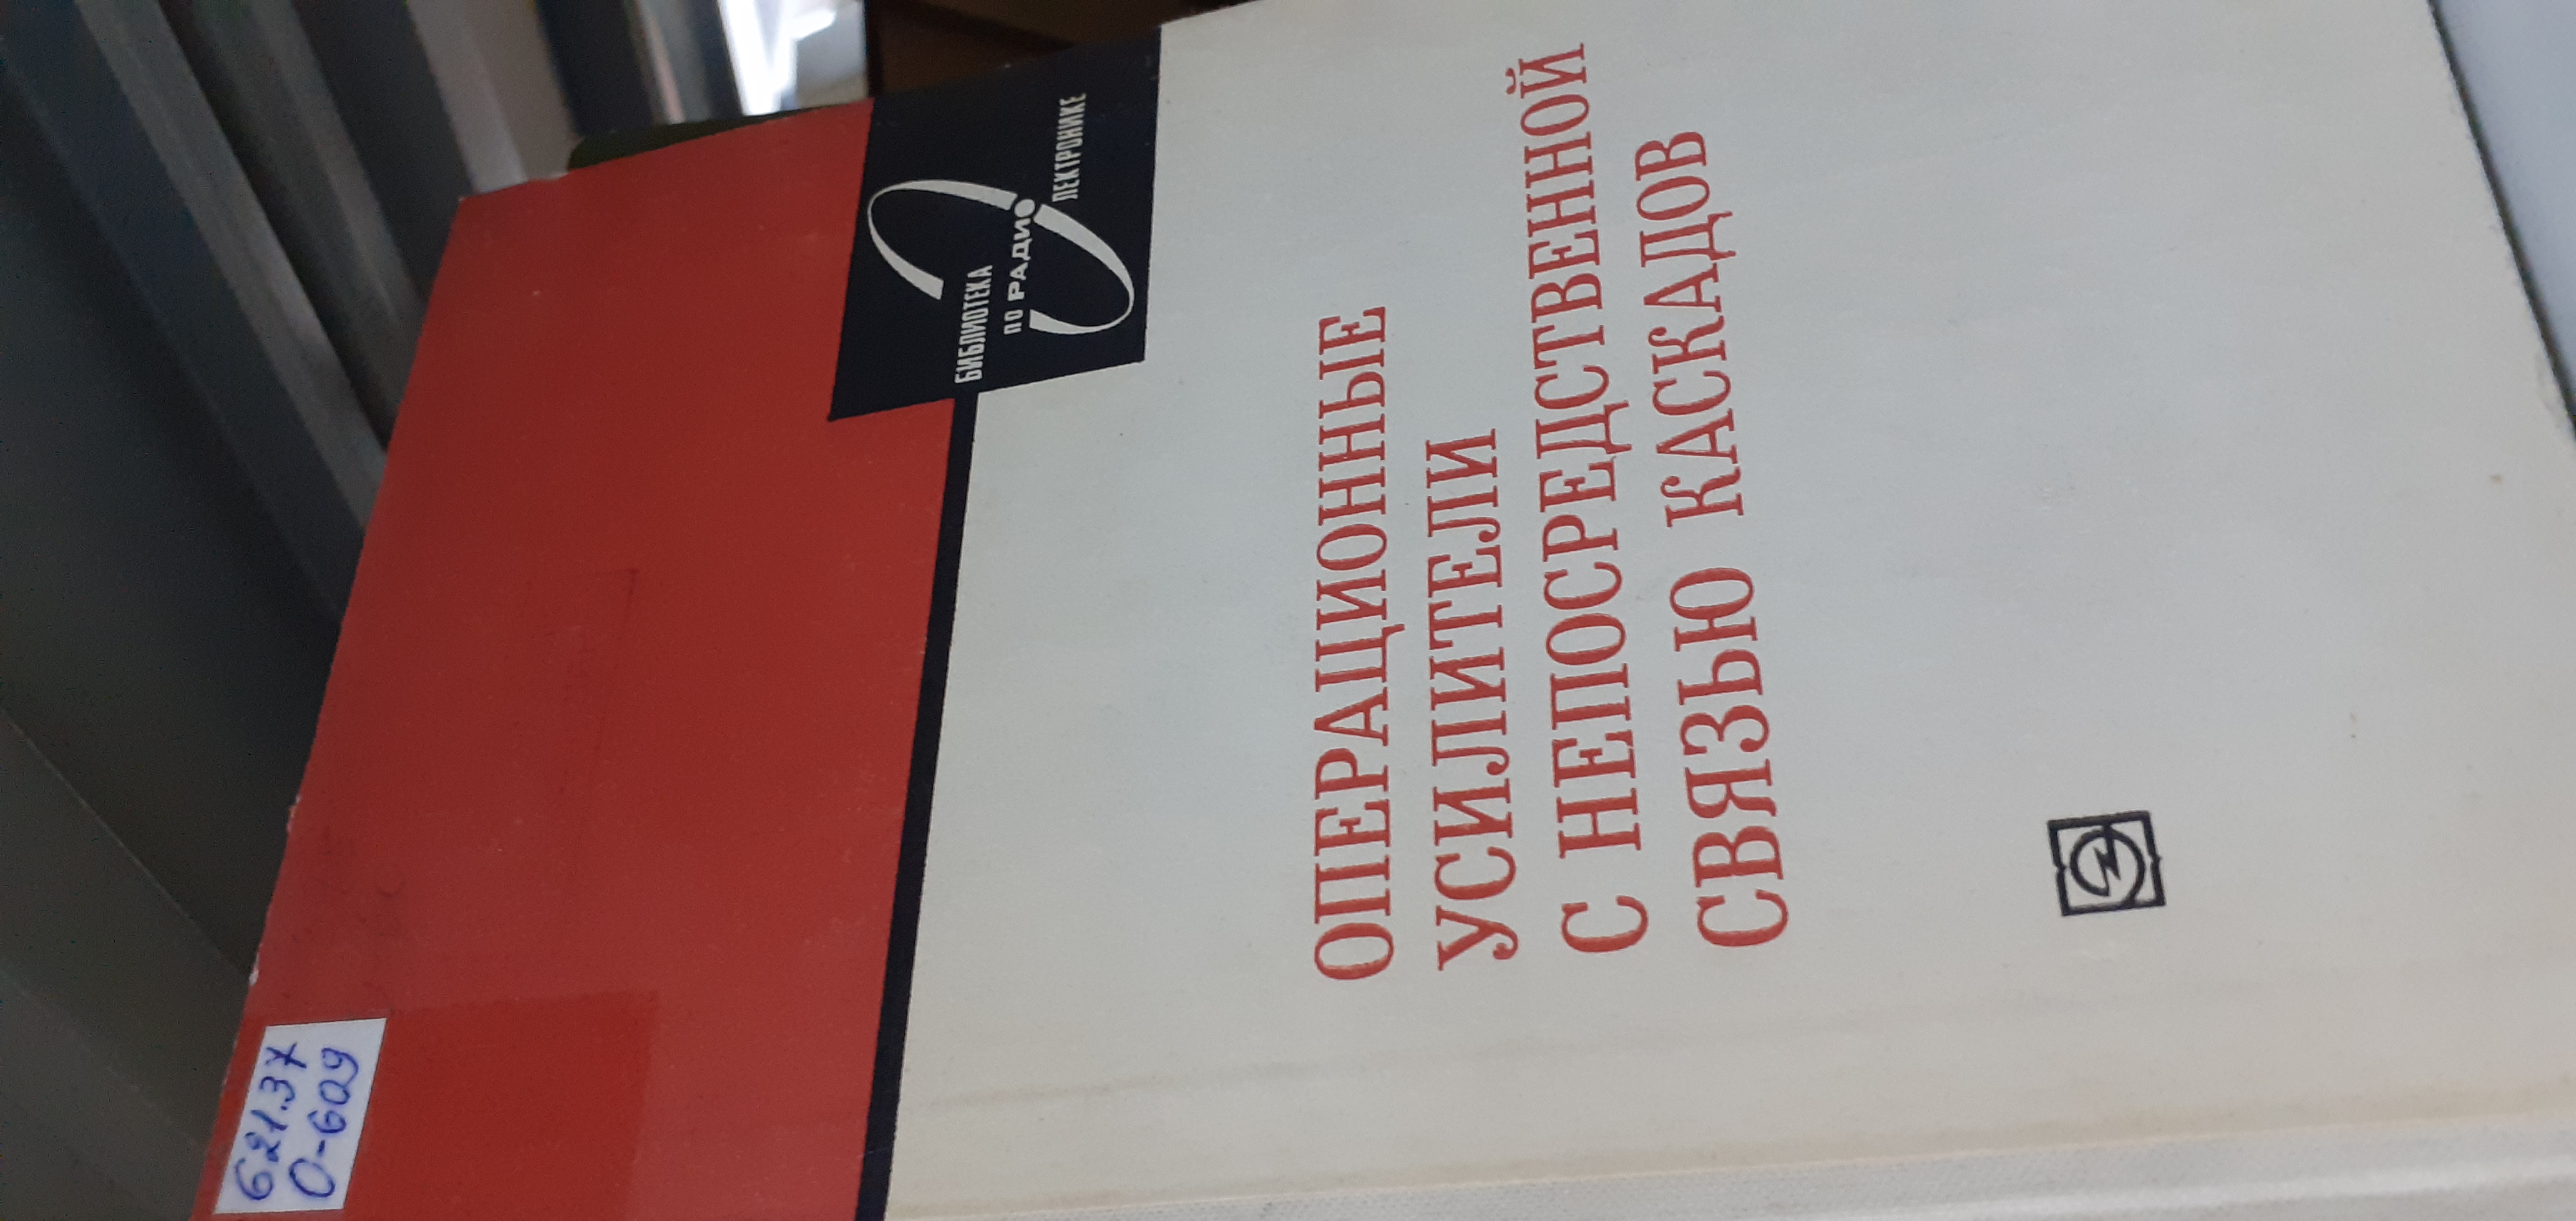 621.37
О-609
БИБЛИОТЕКА
ПО РАДИО
ЭЛЕКТРОНИКЕ
ОПЕРАЦИОННЫЕ
УСИЛИТЕЛИ
С НЕПОСРЕДСТВЕННОЙ
СВЯЗЬЮ КАСКАДОВ